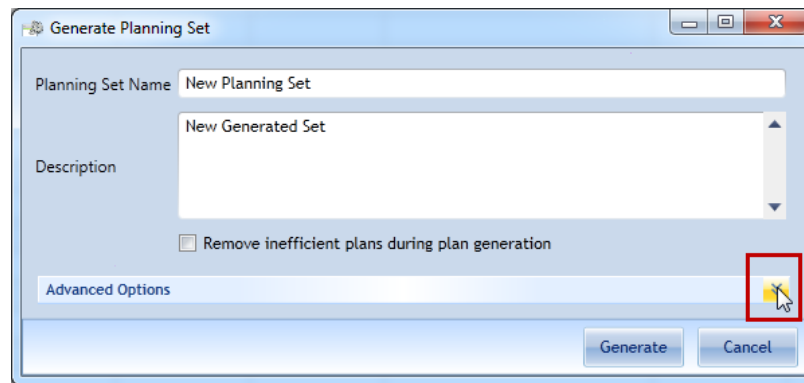 Generate Planning Set
Planning Set Name New Planning Set
New Generated Set
Description
Remove inefficient plans during plan generation
Advanced Options
Generate Cancel